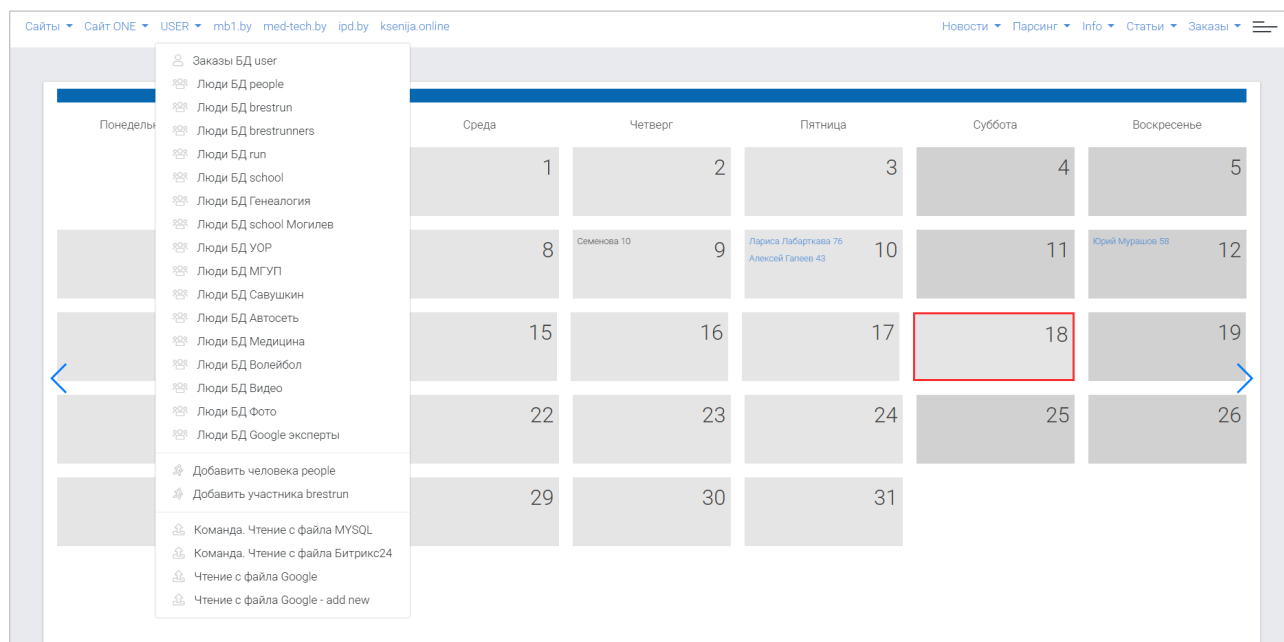 Сайты Сайт ONE USER mb1.by med-tech.by ipd.by ksenija.online Новости Парсинг Info Статьи Заказы
Заказы БД user
Люди БД people
Люди БД brestrun
Люди БД brestrunners
Люди БД run
Люди БД school
Люди БД Генеалогия
Люди БД school Могилев
Люди БД УОР
Люди БД МГУП
Люди БД Савушкин
Люди БД Автосеть
Люди БД Медицина
Люди БД Волейбол
Люди БД Видео
Люди БД Фото
Люди БД Google эксперты
Добавить человека people
Добавить участника brestrun
Команда. Чтение с файла MYSQL
Команда. Чтение с файла Битрикс24
Чтение с файла Google
Чтение с файла Google - add new
Понедель Среда Четверг Пятница Суббота Воскресенье
1 2 3 4 5
8
Семенова 10
9
Лариса Лабарткава 76
Алексей Гапеев 43
10
11
Юрий Мурашов 58
12
15 16 17 18 19
22 23 24 25 26
29 30 31